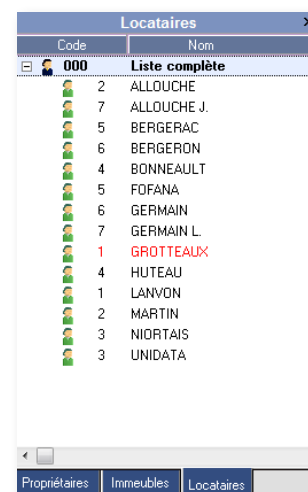 Locataires
Code Nom
000 Liste complète
2 ALLOUCHE
7 ALLOUCHE J.
5 BERGERAC
6 BERGERON
4 BONNEAULT
5 FOFANA
6 GERMAIN
7 GERMAIN L.
1 GROTTEAUX
4 HUTEAU
1 LANVON
2 MARTIN
3 NIORTAIS
3 UNIDATA
Propriétaires Immeubles Locataires